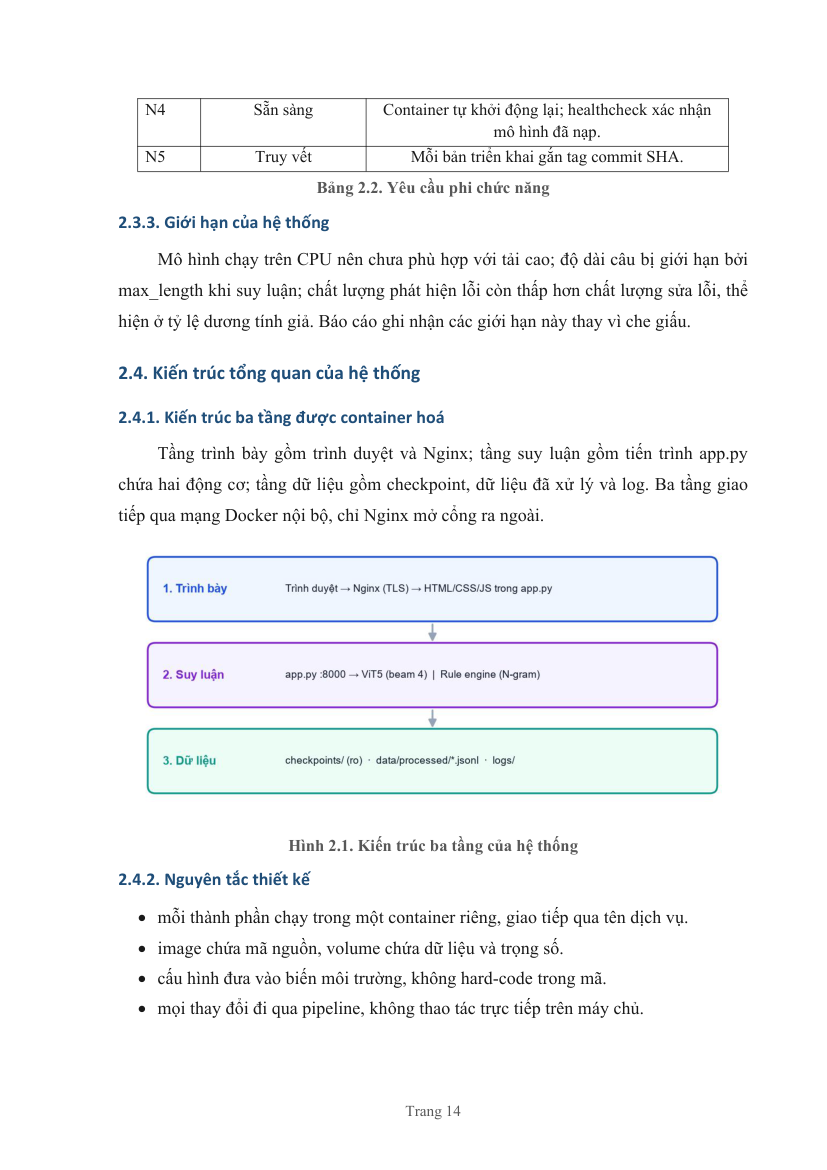 N4 Sẵn sàng Container tự khởi động lại; healthcheck xác nhận
mô hình đã nạp.
N5 Truy vết Mỗi bản triển khai gắn tag commit SHA.
Bảng 2.2. Yêu cầu phi chức năng
2.3.3. Giới hạn của hệ thống
Mô hình chạy trên CPU nên chưa phù hợp với tải cao; độ dài câu bị giới hạn bởi
max_length khi suy luận; chất lượng phát hiện lỗi còn thấp hơn chất lượng sửa lỗi, thể
hiện ở tỷ lệ dương tính giả. Báo cáo ghi nhận các giới hạn này thay vì che giấu.
2.4. Kiến trúc tổng quan của hệ thống
2.4.1. Kiến trúc ba tầng được container hoá
Tầng trình bày gồm trình duyệt và Nginx; tầng suy luận gồm tiến trình app.py
chứa hai động cơ; tầng dữ liệu gồm checkpoint, dữ liệu đã xử lý và log. Ba tầng giao
tiếp qua mạng Docker nội bộ, chỉ Nginx mở cổng ra ngoài.
1. Trình bày Trình duyệt → Nginx (TLS) → HTML/CSS/JS trong app.py
2. Suy luận app.py :8000 → ViT5 (beam 4) | Rule engine (N-gram)
3. Dữ liệu checkpoints/ (ro) · data/processed/*.jsonl · logs/
Hình 2.1. Kiến trúc ba tầng của hệ thống
2.4.2. Nguyên tắc thiết kế
• mỗi thành phần chạy trong một container riêng, giao tiếp qua tên dịch vụ.
• image chứa mã nguồn, volume chứa dữ liệu và trọng số.
• cấu hình đưa vào biến môi trường, không hard-code trong mã.
• mọi thay đổi đi qua pipeline, không thao tác trực tiếp trên máy chủ.
Trang 14